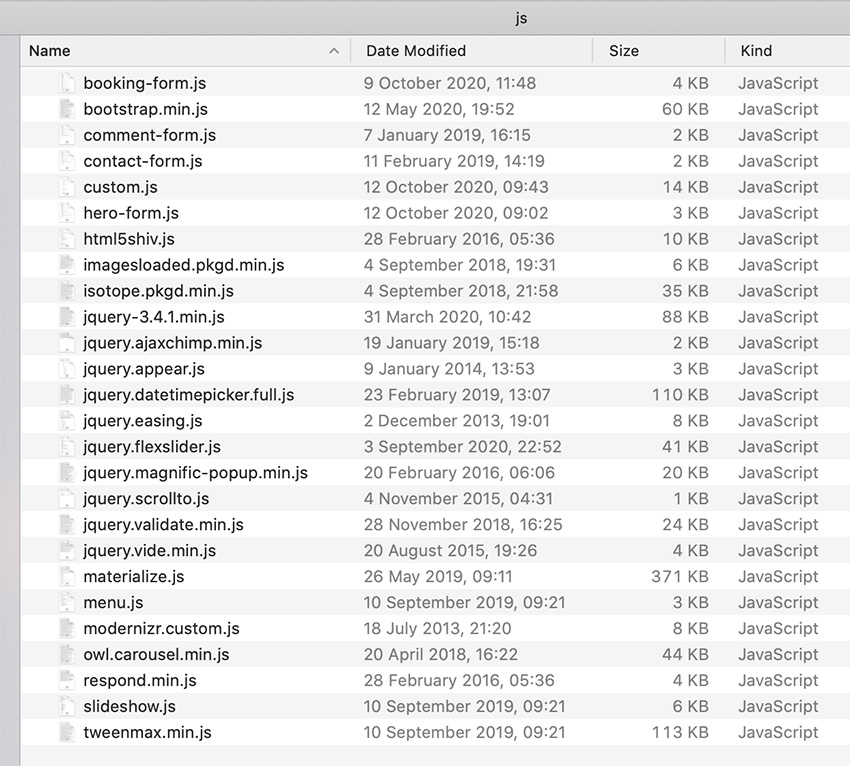 js
Name Date Modified Size Kind
booking-form.js 9 October 2020, 11:48 4 KB JavaScript
bootstrap.min.js 12 May 2020, 19:52 60 KB JavaScript
comment-form.js 7 January 2019, 16:15 2 KB JavaScript
contact-form.js 11 February 2019, 14:19 2 KB JavaScript
custom.js 12 October 2020, 09:43 14 KB JavaScript
hero-form.js 12 October 2020, 09:02 3 KB JavaScript
html5shiv.js 28 February 2016, 05:36 10 KB JavaScript
imagesloaded.pkgd.min.js 4 September 2018, 19:31 6 KB JavaScript
isotope.pkgd.min.js 4 September 2018, 21:58 35 KB JavaScript
jquery-3.4.1.min.js 31 March 2020, 10:42 88 KB JavaScript
jquery.ajaxchimp.min.js 19 January 2019, 15:18 2 KB JavaScript
jquery.appear.js 9 January 2014, 13:53 3 KB JavaScript
jquery.datetimepicker.full.js 23 February 2019, 13:07 110 KB JavaScript
jquery.easing.js 2 December 2013, 19:01 8 KB JavaScript
jquery.flexslider.js 3 September 2020, 22:52 41 KB JavaScript
jquery.magnific-popup.min.js 20 February 2016, 06:06 20 KB JavaScript
jquery.scrollto.js 4 November 2015, 04:31 1 KB JavaScript
jquery.validate.min.js 28 November 2018, 16:25 24 KB JavaScript
jquery.vide.min.js 20 August 2015, 19:26 4 KB JavaScript
materialize.js 26 May 2019, 09:11 371 KB JavaScript
menu.js 10 September 2019, 09:21 3 KB JavaScript
modernizr.custom.js 18 July 2013, 21:20 8 KB JavaScript
owl.carousel.min.js 20 April 2018, 16:22 44 KB JavaScript
respond.min.js 28 February 2016, 05:36 4 KB JavaScript
slideshow.js 10 September 2019, 09:21 6 KB JavaScript
tweenmax.min.js 10 September 2019, 09:21 113 KB JavaScript